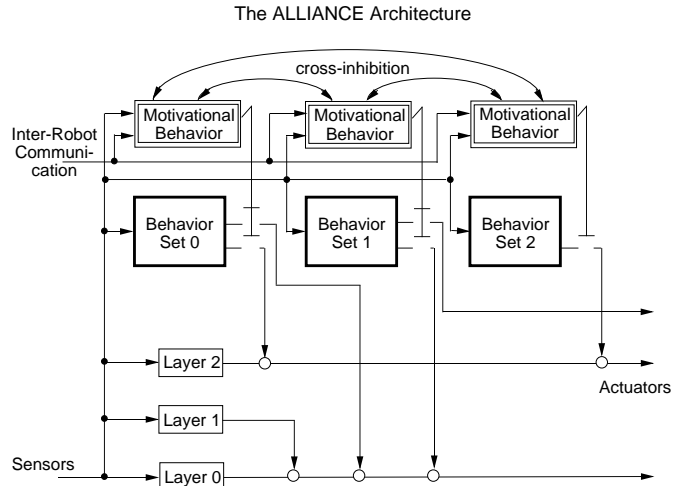 The ALLIANCE Architecture
cross-inhibition
Motivational
Behavior
Motivational
Behavior
Motivational
Behavior
Inter-Robot
Communi-
cation
Behavior
Set 0
Behavior
Set 1
Behavior
Set 2
Layer 2
Actuators
Layer 1
Sensors
Layer 0